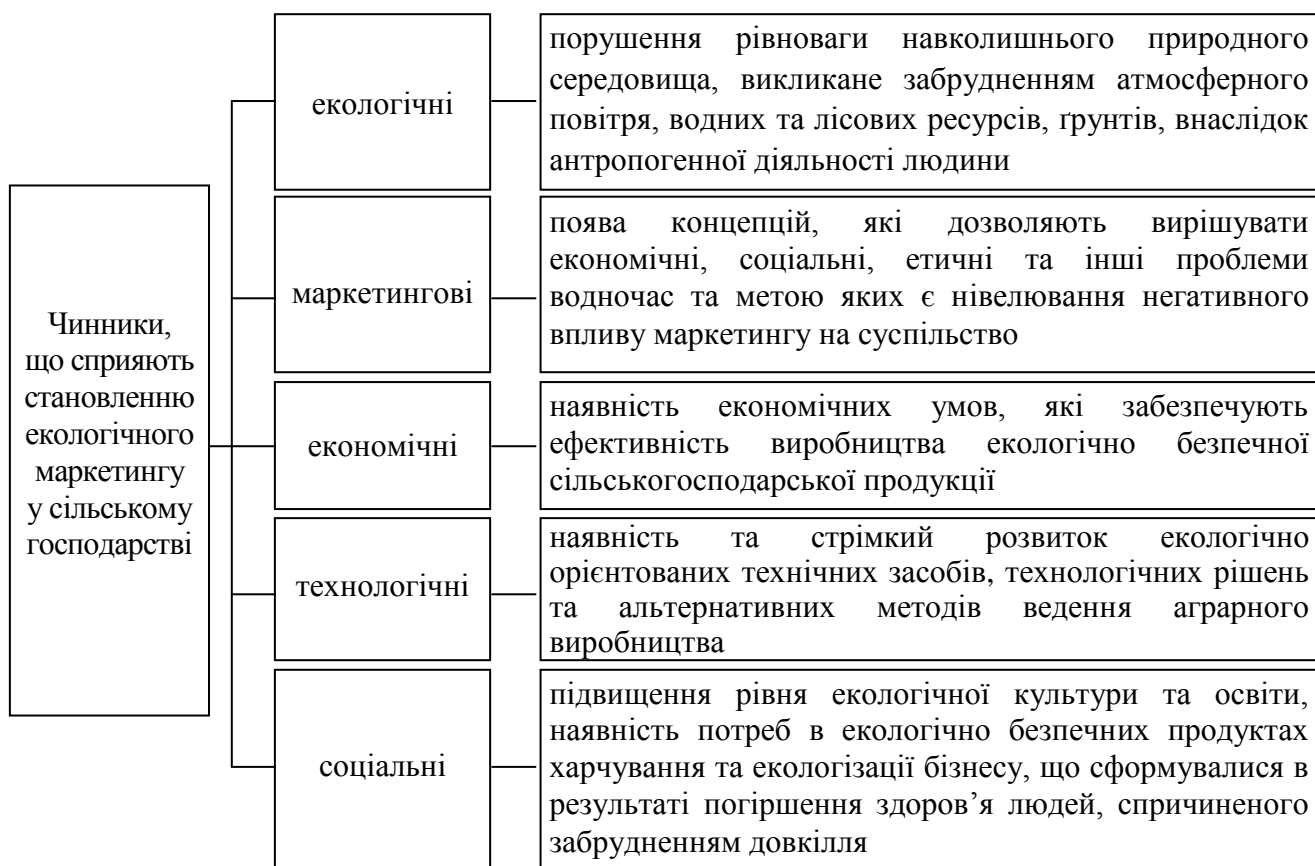 Чинники,
що сприяють
становленню
екологічного
маркетингу
у сільському
господарстві
екологічні
порушення рівноваги навколишнього природного
середовища, викликане забрудненням атмосферного
повітря, водних та лісових ресурсів, ґрунтів, внаслідок
антропогенної діяльності людини
маркетингові
поява концепцій, які дозволяють вирішувати
економічні, соціальні, етичні та інші проблеми
водночас та метою яких є нівелювання негативного
впливу маркетингу на суспільство
економічні
наявність економічних умов, які забезпечують
ефективність виробництва екологічно безпечної
сільськогосподарської продукції
технологічні
наявність та стрімкий розвиток екологічно
орієнтованих технічних засобів, технологічних рішень
та альтернативних методів ведення аграрного
виробництва
соціальні
підвищення рівня екологічної культури та освіти,
наявність потреб в екологічно безпечних продуктах
харчування та екологізації бізнесу, що сформувалися в
результаті погіршення здоров’я людей, спричиненого
забрудненням довкілля